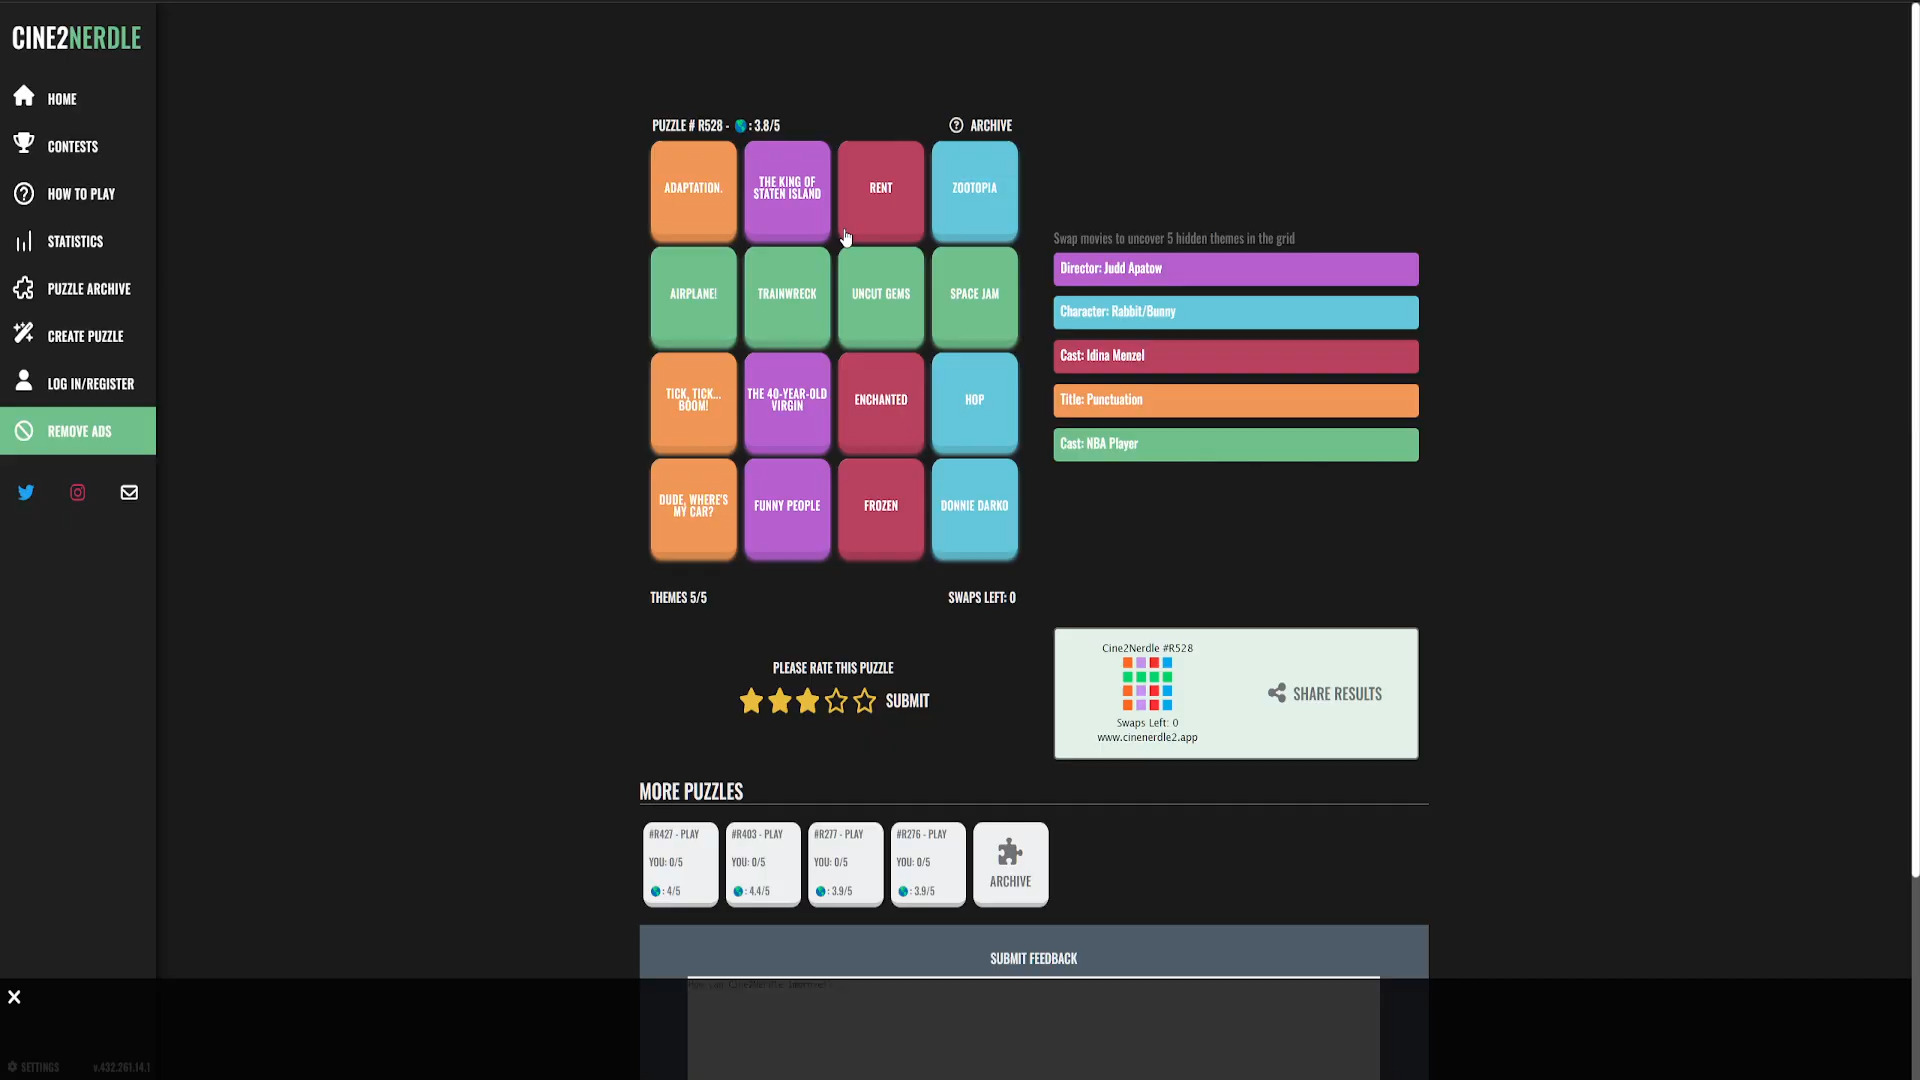 CINE2NERDLE
HOME
CONTESTS
HOW TO PLAY
STATISTICS
PUZZLE ARCHIVE
CREATE PUZZLE
LOG IN/REGISTER
REMOVE ADS
PUZZLE # R528 - : 3.8/5
ARCHIVE
ADAPTATION.
THE KING OF
STATEN ISLAND
RENT
ZOOTOPIA
AIRPLANE!
TRAINWRECK
UNCUT GEMS
SPACE JAM
TICK, TICK...
BOOM!
THE 40-YEAR-OLD
VIRGIN
ENCHANTED
HOP
DUDE, WHERE'S
MY CAR?
FUNNY PEOPLE
FROZEN
DONNIE DARKO
THEMES 5/5
SWAPS LEFT: 0
Swap movies to uncover 5 hidden themes in the grid
Director: Judd Apatow
Character: Rabbit/Bunny
Cast: Idina Menzel
Title: Punctuation
Cast: NBA Player
PLEASE RATE THIS PUZZLE
SUBMIT
Cine2Nerdle #R528
Swaps Left: 0
www.cinenerdle2.app
SHARE RESULTS
MORE PUZZLES
#R427 - PLAY
YOU: 0/5
: 4/5
#R403 - PLAY
YOU: 0/5
: 4.4/5
#R277 - PLAY
YOU: 0/5
: 3.9/5
#R276 - PLAY
YOU: 0/5
: 3.9/5
ARCHIVE
SUBMIT FEEDBACK
SETTINGS
v.432.261.14.1